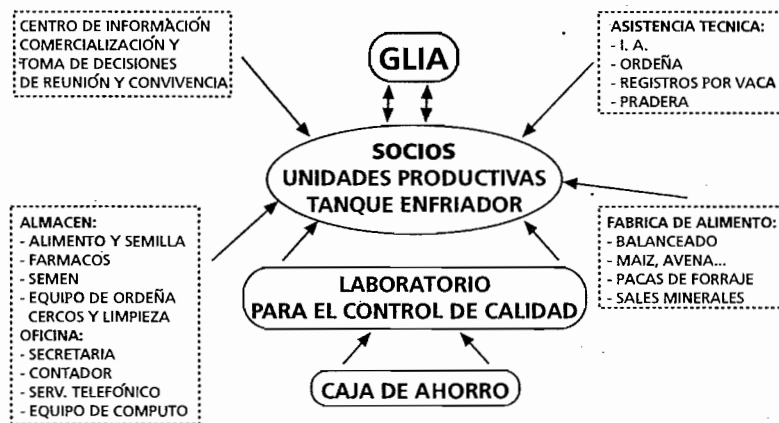 CENTRO DE INFORMACIÓN
COMERCIALIZACIÓN Y
TOMA DE DECISIONES
DE REUNIÓN Y CONVIVENCIA
GLIA
ASISTENCIA TECNICA:
- I. A.
- ORDEÑA
- REGISTROS POR VACA
- PRADERA
SOCIOS
UNIDADES PRODUCTIVAS
TANQUE ENFRIADOR
ALMACEN:
- ALIMENTO Y SEMILLA
- FARMACOS
- SEMEN
- EQUIPO DE ORDEÑA
CERCOS Y LIMPIEZA
OFICINA:
- SECRETARIA
- CONTADOR
- SERV. TELEFÓNICO
- EQUIPO DE COMPUTO
FABRICA DE ALIMENTO:
- BALANCEADO
- MAIZ, AVENA...
- PACAS DE FORRAJE
- SALES MINERALES
LABORATORIO
PARA EL CONTROL DE CALIDAD
CAJA DE AHORRO